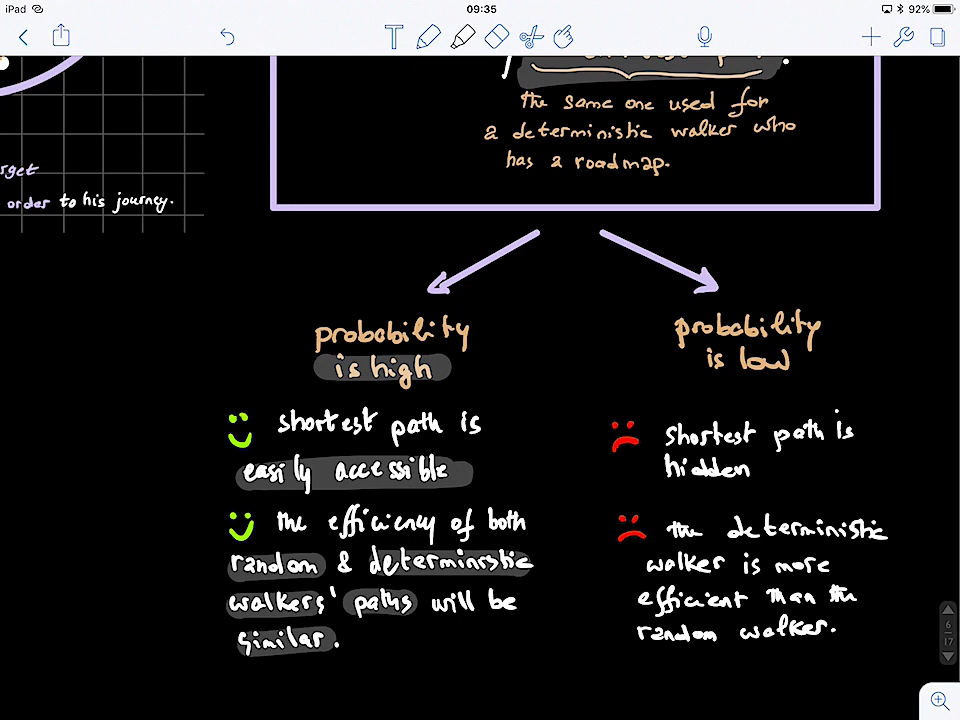 iPad
09:35
92%
T
the same one used for
a deterministic walker who
has a roadmap.
rget
order to his journey.
probability
is high
shortest path is
easily accessible
the efficiency of both
random & deterministic
walkers' paths will be
similar.
probability
is low
shortest path is
hidden
the deterministic
walker is more
efficient than the
random walker.
6
17